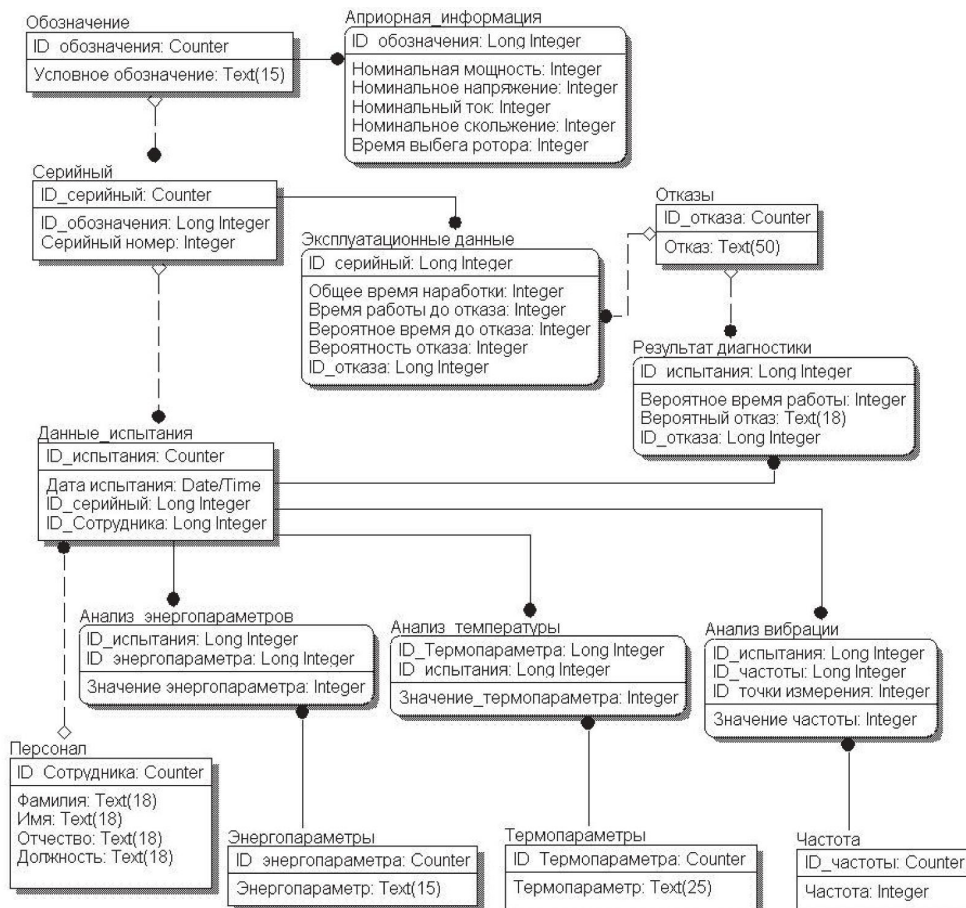 Обозначение
ID_обозначения: Counter
Условное обозначение: Text(15)
Априорная_информация
ID_обозначения: Long Integer
Номинальная мощность: Integer
Номинальное напряжение: Integer
Номинальный ток: Integer
Номинальное скольжение: Integer
Время выбега ротора: Integer
Серийный
ID_серийный: Counter
ID_обозначения: Long Integer
Серийный номер: Integer
Эксплуатационные данные
ID_серийный: Long Integer
Общее время наработки: Integer
Время работы до отказа: Integer
Вероятное время до отказа: Integer
Вероятность отказа: Integer
ID_отказа: Long Integer
Отказы
ID_отказа: Counter
Отказ: Text(50)
Результат диагностики
ID_испытания: Long Integer
Вероятное время работы: Integer
Вероятный отказ: Text(18)
ID_отказа: Long Integer
Данные_испытания
ID_испытания: Counter
Дата испытания: Date/Time
ID_серийный: Long Integer
ID_Сотрудника: Long Integer
Анализ_энергопараметров
ID_испытания: Long Integer
ID_энергопараметра: Long Integer
Значение энергопараметра: Integer
Анализ_температуры
ID_Термопараметра: Long Integer
ID_испытания: Long Integer
Значение_термопараметра: Integer
Анализ вибрации
ID_испытания: Long Integer
ID_частоты: Long Integer
ID_точки измерения: Integer
Значение частоты: Integer
Персонал
ID_Сотрудника: Counter
Фамилия: Text(18)
Имя: Text(18)
Отчество: Text(18)
Должность: Text(18)
Энергопараметры
ID_энергопараметра: Counter
Энергопараметр: Text(15)
Термопараметры
ID_Термопараметра: Counter
Термопараметр: Text(25)
Частота
ID_частоты: Counter
Частота: Integer